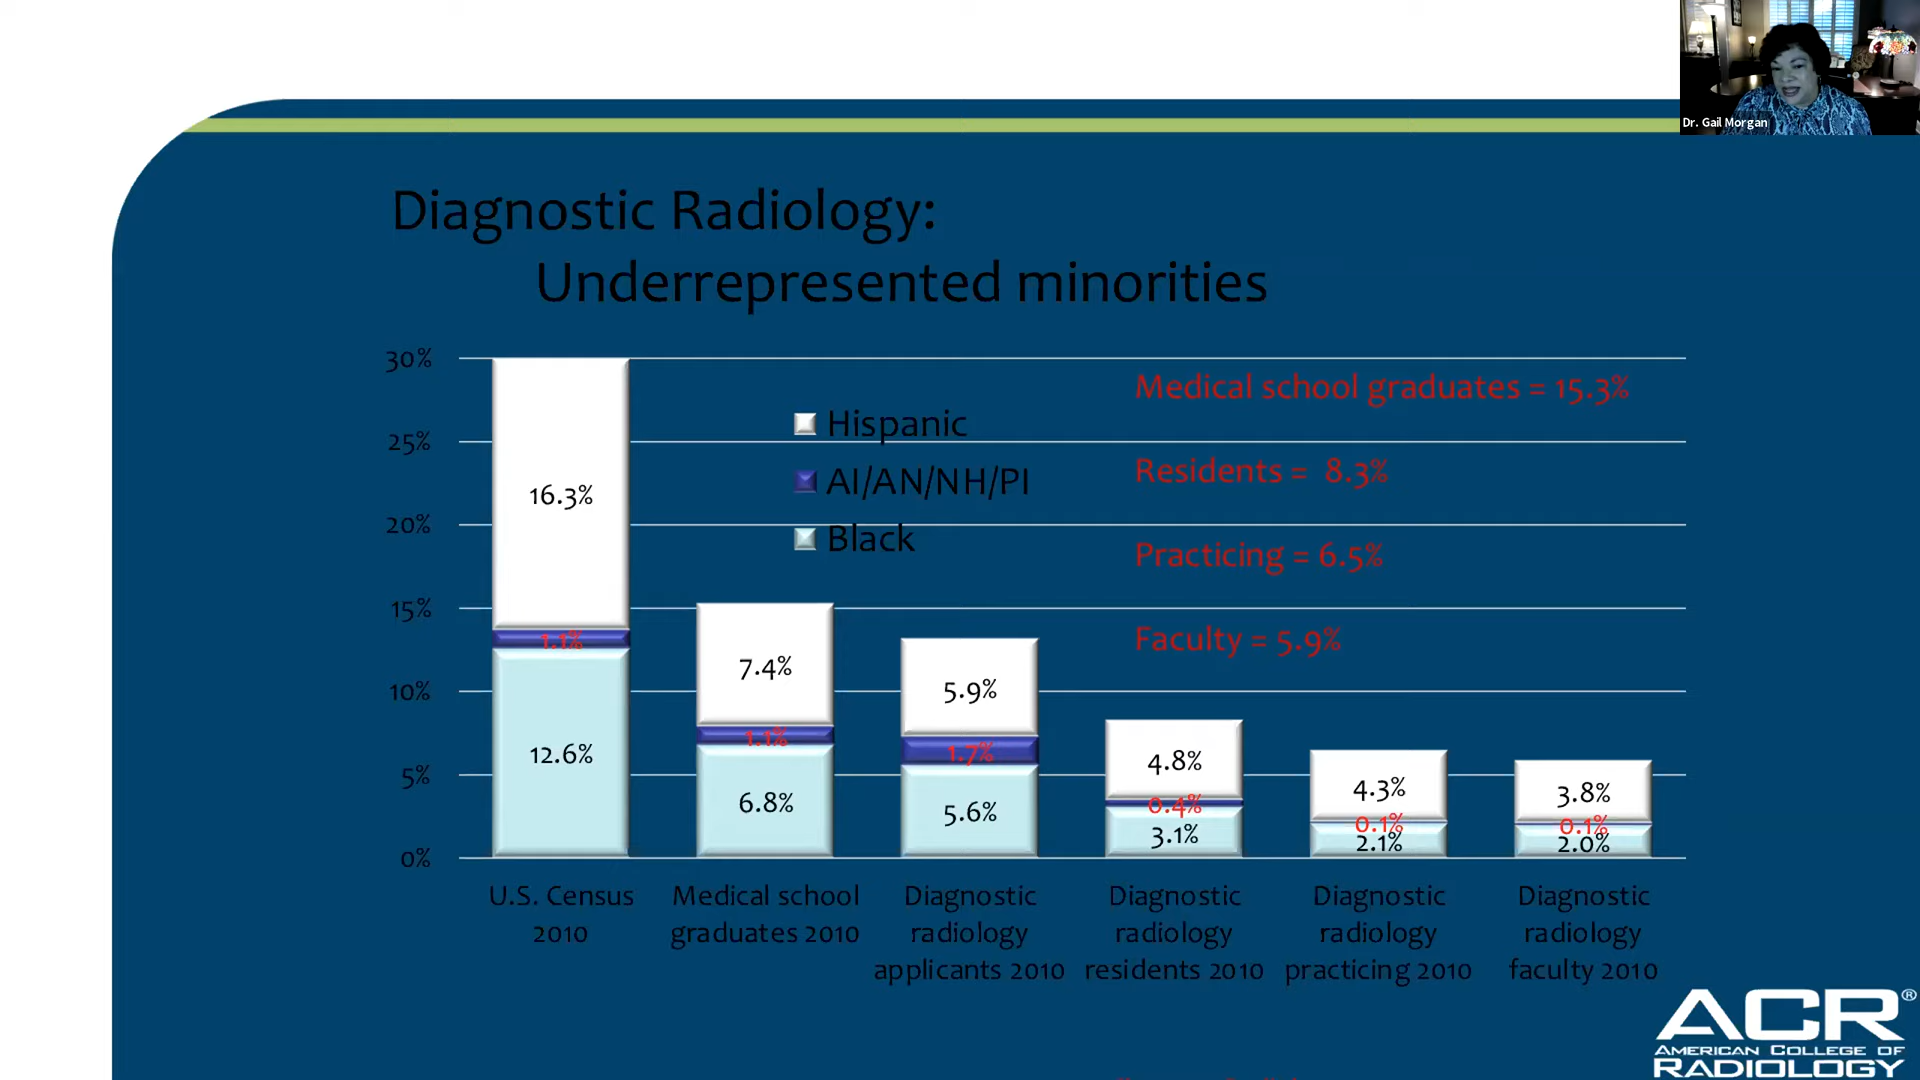 Dr. Gail Morgan
Diagnostic Radiology:
Underrepresented minorities
30%
25%
20%
15%
10%
5%
0%
Hispanic
AI/AN/NH/PI
Black
Medical school graduates = 15.3%
Residents = 8.3%
Practicing = 6.5%
Faculty = 5.9%
16.3%
1.1%
12.6%
7.4%
1.1%
6.8%
5.9%
1.7%
5.6%
4.8%
0.4%
3.1%
4.3%
0.1%
2.1%
3.8%
0.1%
2.0%
U.S. Census
2010
Medical school
graduates 2010
Diagnostic
radiology
applicants 2010
Diagnostic
radiology
residents 2010
Diagnostic
radiology
practicing 2010
Diagnostic
radiology
faculty 2010
ACR®
AMERICAN COLLEGE OF
RADIOLOGY